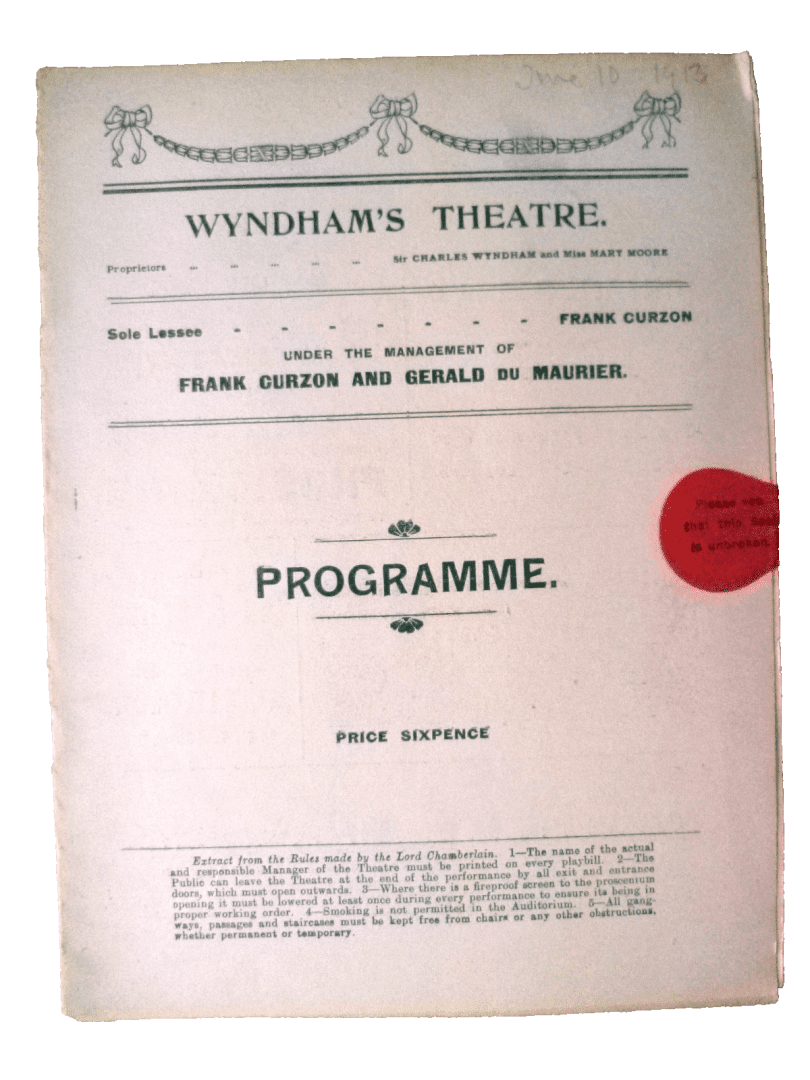 June 10 - 1913
WYNDHAM'S THEATRE.
Proprietors ... ... ... ... ... Sir CHARLES WYNDHAM and Miss MARY MOORE
Sole Lessee - - - - - - - FRANK CURZON
UNDER THE MANAGEMENT OF
FRANK CURZON AND GERALD DU MAURIER.
Please see
that this Seal
is unbroken.
PROGRAMME.
PRICE SIXPENCE
Extract from the Rules made by the Lord Chamberlain. 1—The name of the actual
and responsible Manager of the Theatre must be printed on every playbill. 2—The
Public can leave the Theatre at the end of the performance by all exit and entrance
doors, which must open outwards. 3—Where there is a fireproof screen to the proscenium
opening it must be lowered at least once during every performance to ensure its being in
proper working order. 4—Smoking is not permitted in the Auditorium. 5—All gang-
ways, passages and staircases must be kept free from chairs or any other obstructions,
whether permanent or temporary.